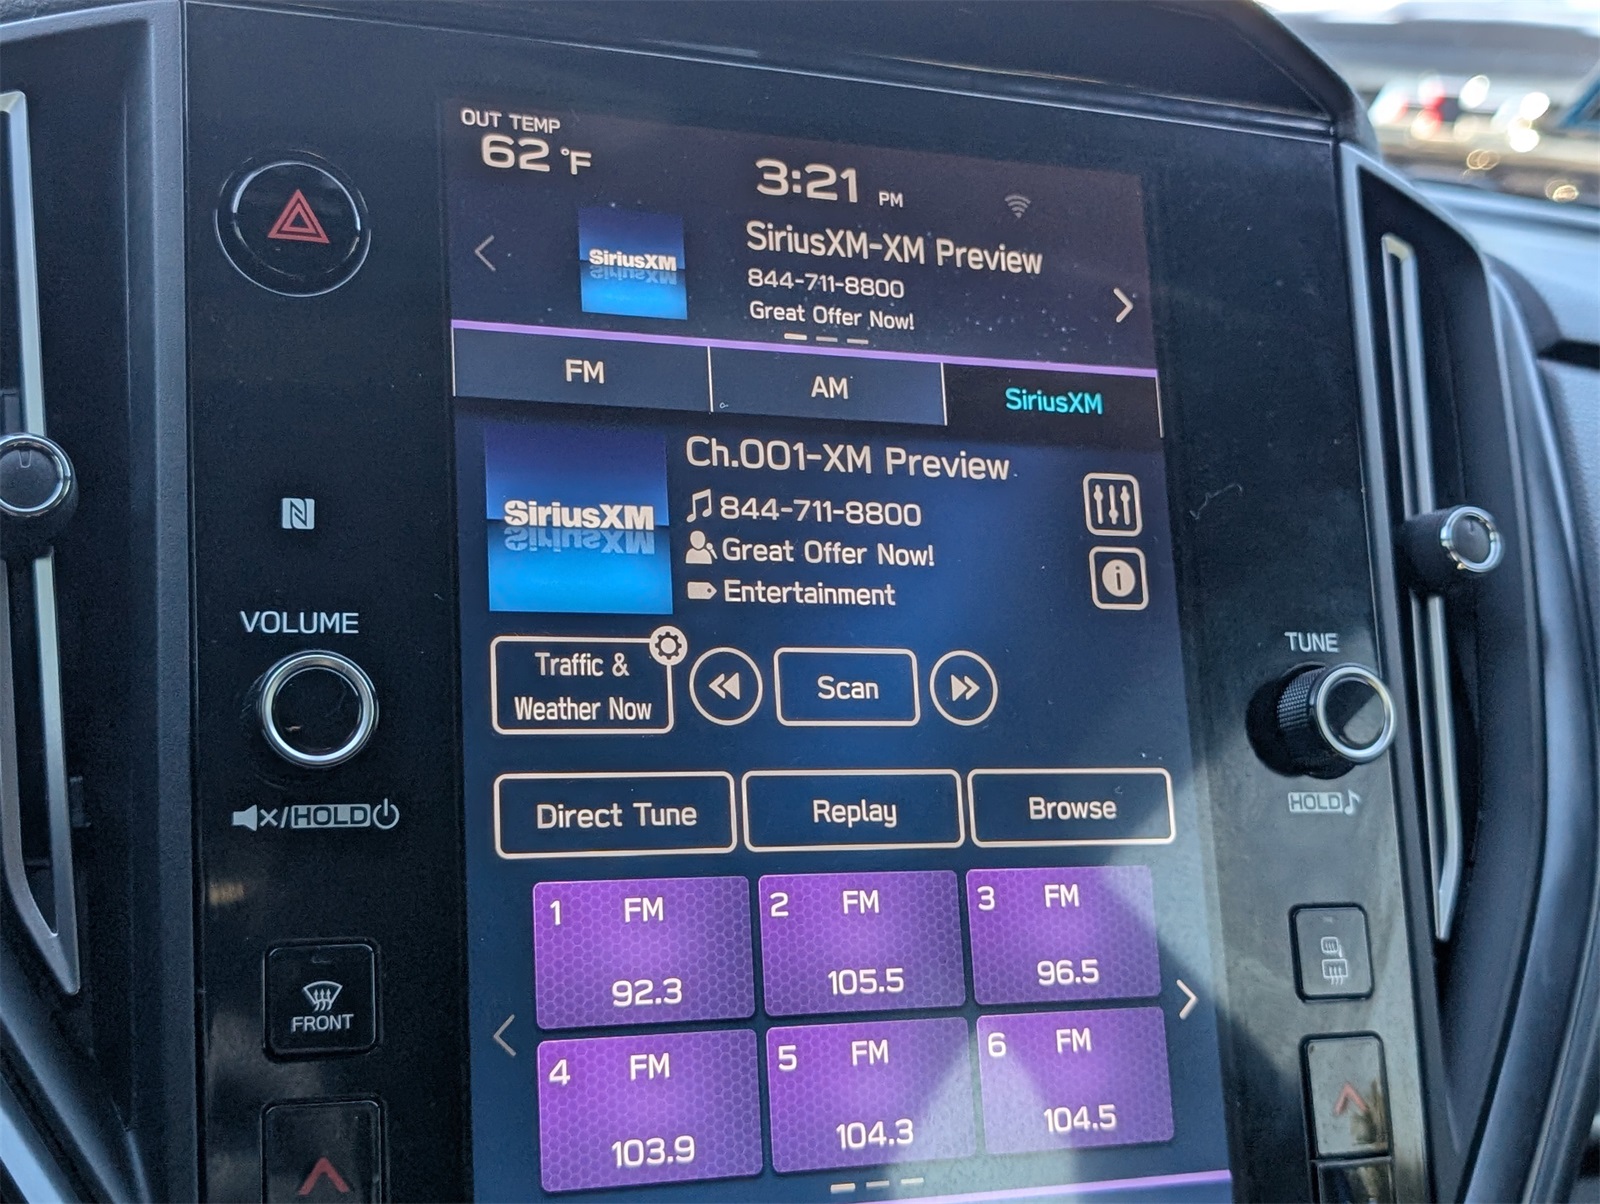 OUT TEMP
62 °F
3:21 PM
SiriusXM
SiriusXM-XM Preview
844-711-8800
Great Offer Now!
FM
AM
SiriusXM
SiriusXM
Ch.001-XM Preview
844-711-8800
Great Offer Now!
Entertainment
VOLUME
/HOLD
Traffic &
Weather Now
Scan
TUNE
HOLD
Direct Tune
Replay
Browse
1 FM
92.3
2 FM
105.5
3 FM
96.5
FRONT
4 FM
103.9
5 FM
104.3
6 FM
104.5